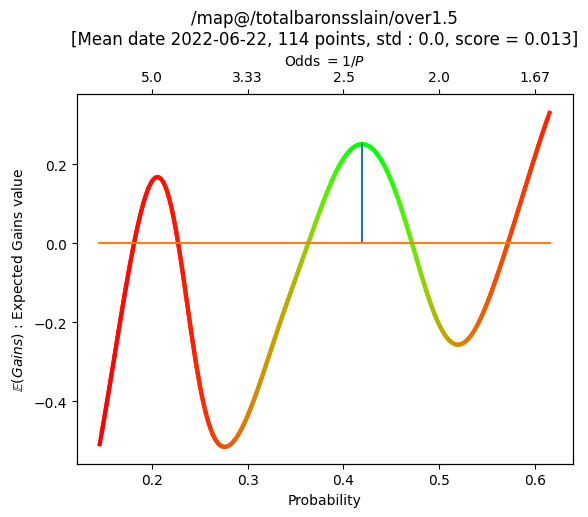 /map@/totalbaronsslain/over1.5
[Mean date 2022-06-22, 114 points, std : 0.0, score = 0.013]
Odds = 1/P
5.0 3.33 2.5 2.0 1.67
0.2
0.0
−0.2
−0.4
𝔼(Gains) : Expected Gains value
0.2 0.3 0.4 0.5 0.6
Probability